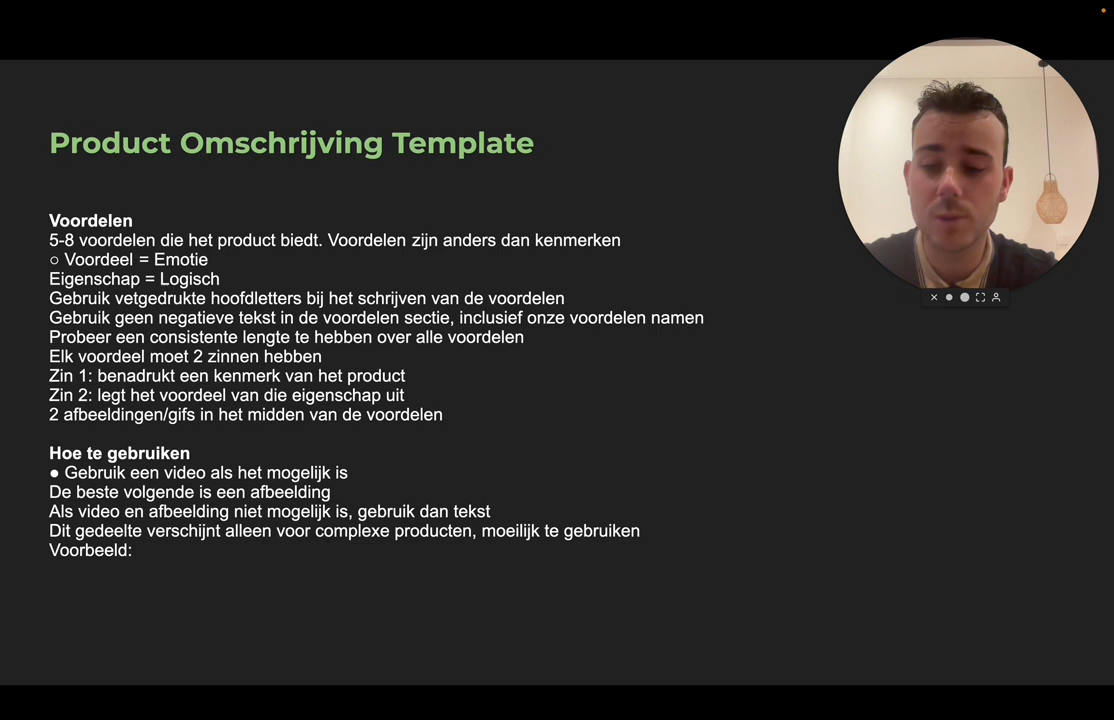 Product Omschrijving Template
Voordelen
5-8 voordelen die het product biedt. Voordelen zijn anders dan kenmerken
○ Voordeel = Emotie
Eigenschap = Logisch
Gebruik vetgedrukte hoofdletters bij het schrijven van de voordelen
Gebruik geen negatieve tekst in de voordelen sectie, inclusief onze voordelen namen
Probeer een consistente lengte te hebben over alle voordelen
Elk voordeel moet 2 zinnen hebben
Zin 1: benadrukt een kenmerk van het product
Zin 2: legt het voordeel van die eigenschap uit
2 afbeeldingen/gifs in het midden van de voordelen
Hoe te gebruiken
● Gebruik een video als het mogelijk is
De beste volgende is een afbeelding
Als video en afbeelding niet mogelijk is, gebruik dan tekst
Dit gedeelte verschijnt alleen voor complexe producten, moeilijk te gebruiken
Voorbeeld: